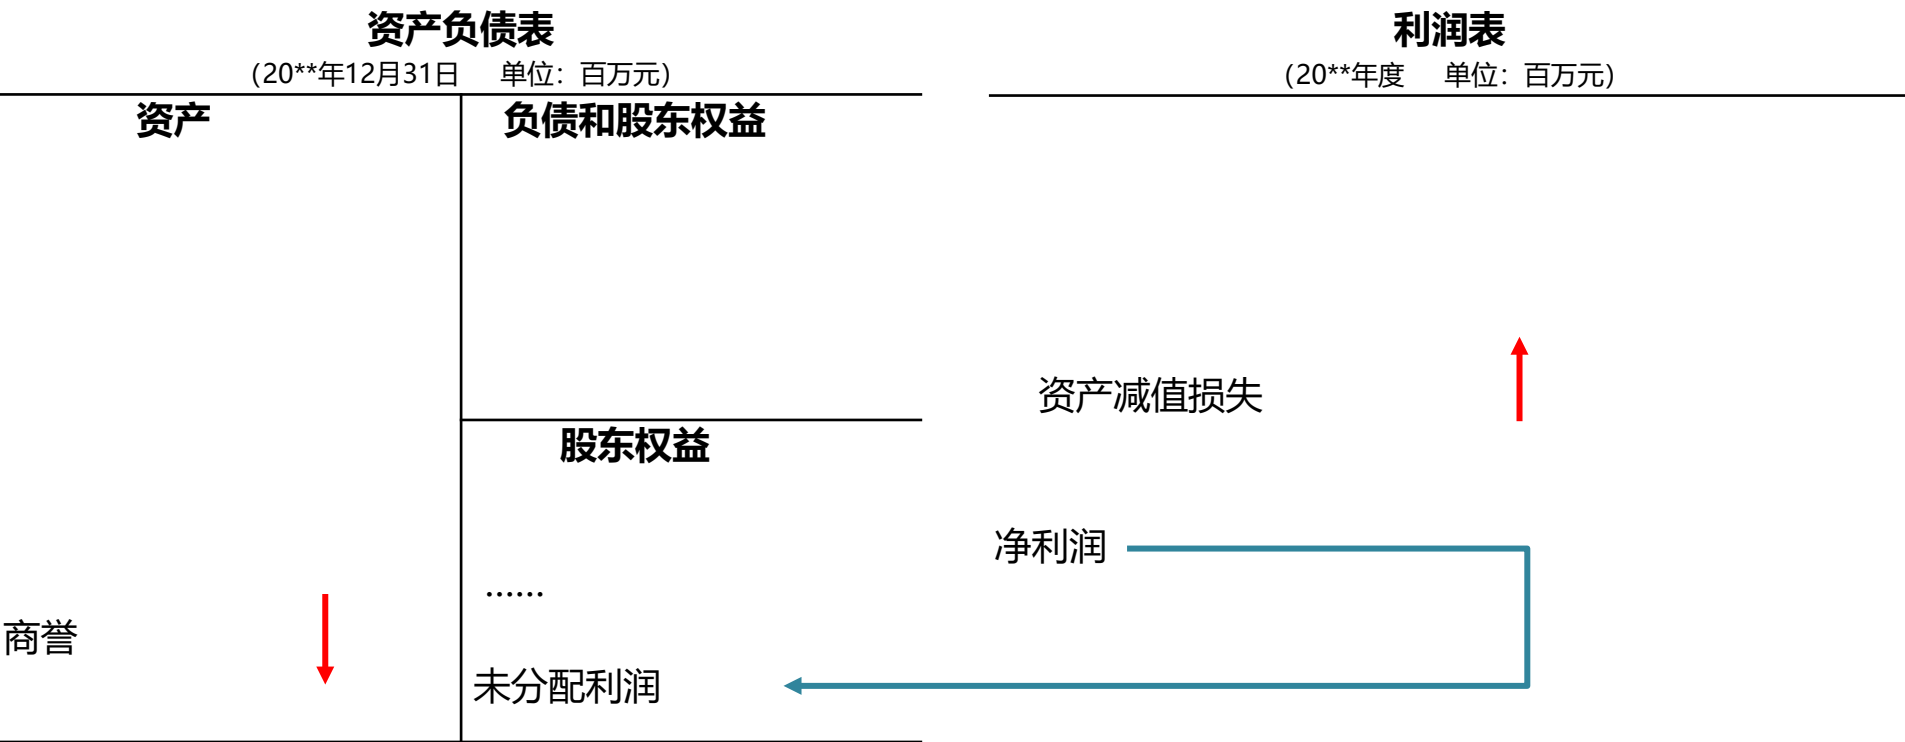 资产负债表
(20**年12月31日 单位：百万元)
资产
负债和股东权益
股东权益
……
商誉
未分配利润
利润表
(20**年度 单位：百万元)
资产减值损失
净利润